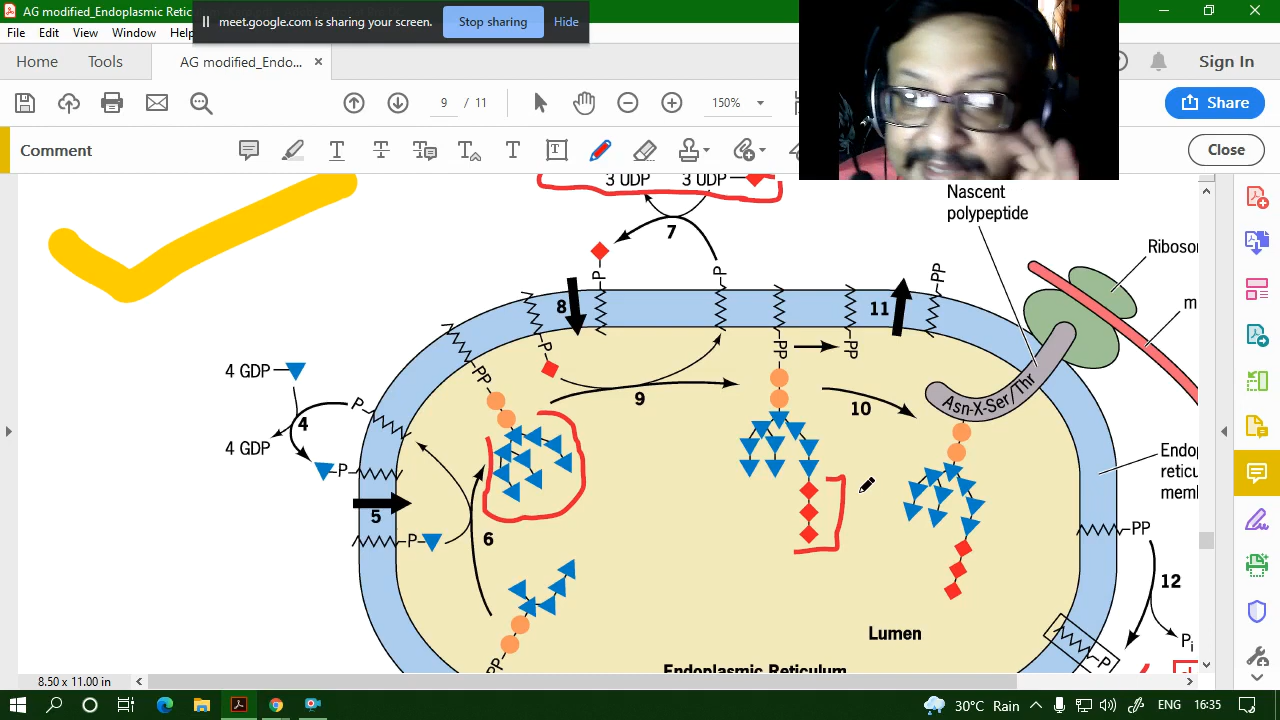 AG modified_Endoplasmic Reticu
meet.google.com is sharing your screen.
Stop sharing
Hide
File Edit View Window Help
Home Tools AG modified_Endo... × Sign In
9 / 11 150% Share
Comment Close
3 UDP 3 UDP
7
Nascent
polypeptide
Riboso
m
P P PP
8 11
P PP PP
PP
4 GDP
P
4
4 GDP
P
9
10
Asn-X-Ser/Thr
Endo
reticu
memb
5
P
6
PP
12
Pi
P
Lumen
PP
Endoplasmic Reticulum
8.50 x 11.00 in
30°C Rain ENG 16:35